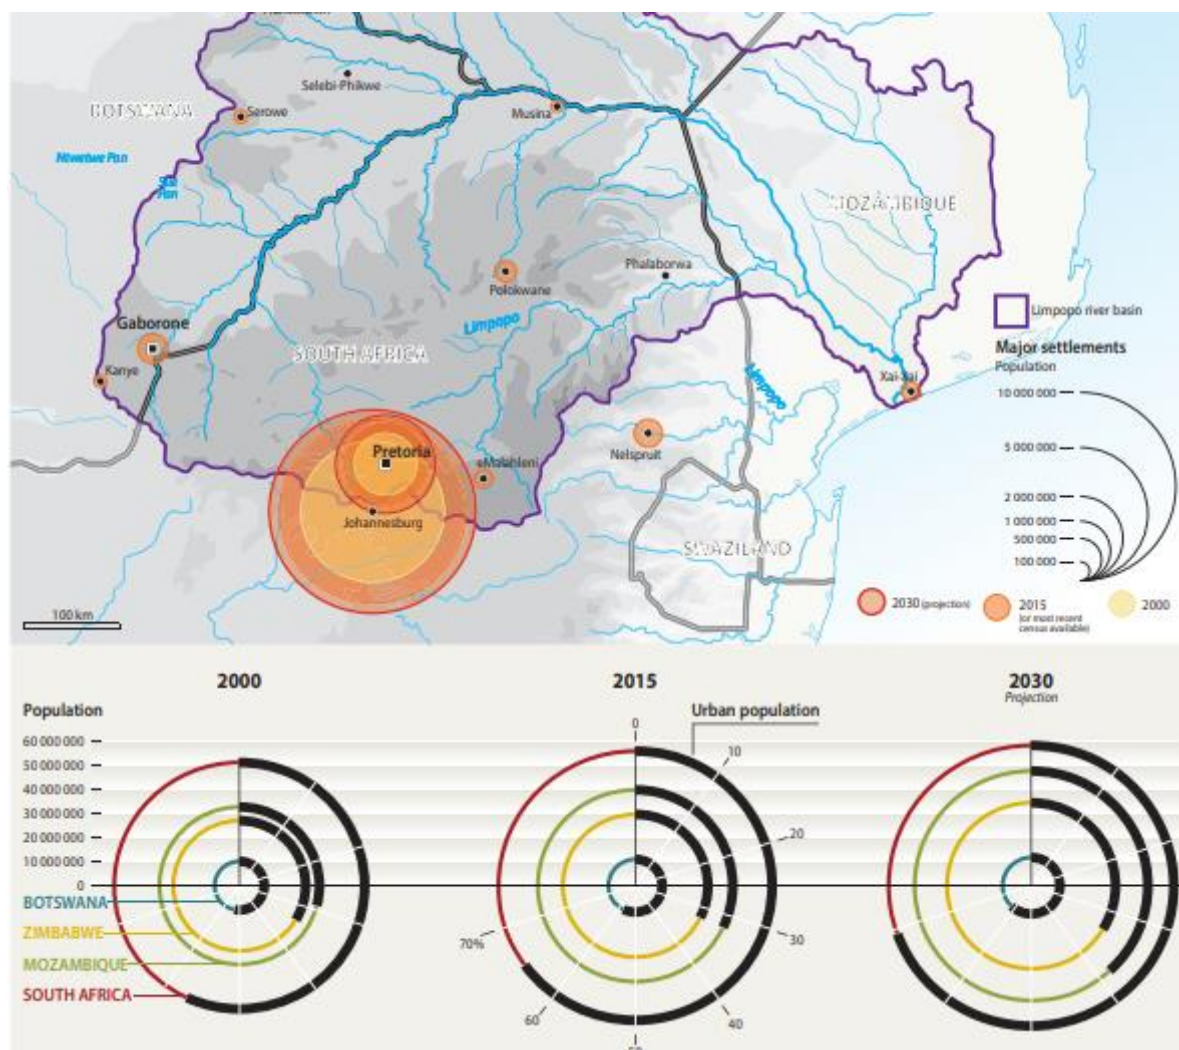 Selebi-Phikwe
BOTSWANA
Serowe
Musina
Ntwetwe Pan
Sua
Pan
MOZAMBIQUE
Phalaborwa
Polokwane
Limpopo
Gaborone
SOUTH AFRICA
Kanye
Limpopo
Xai-Xai
Limpopo river basin
Major settlements
Population
10 000 000
5 000 000
2 000 000
1 000 000
500 000
100 000
Pretoria
eMalahleni
Nelspruit
Johannesburg
SWAZILAND
100 km
2030 (projection)
2015
(or most recent
census available)
2000
2000
2015
2030
Projection
Population
Urban population
60 000 000
50 000 000
40 000 000
30 000 000
20 000 000
10 000 000
0
0
10
20
30
40
60
70%
BOTSWANA
ZIMBABWE
MOZAMBIQUE
SOUTH AFRICA